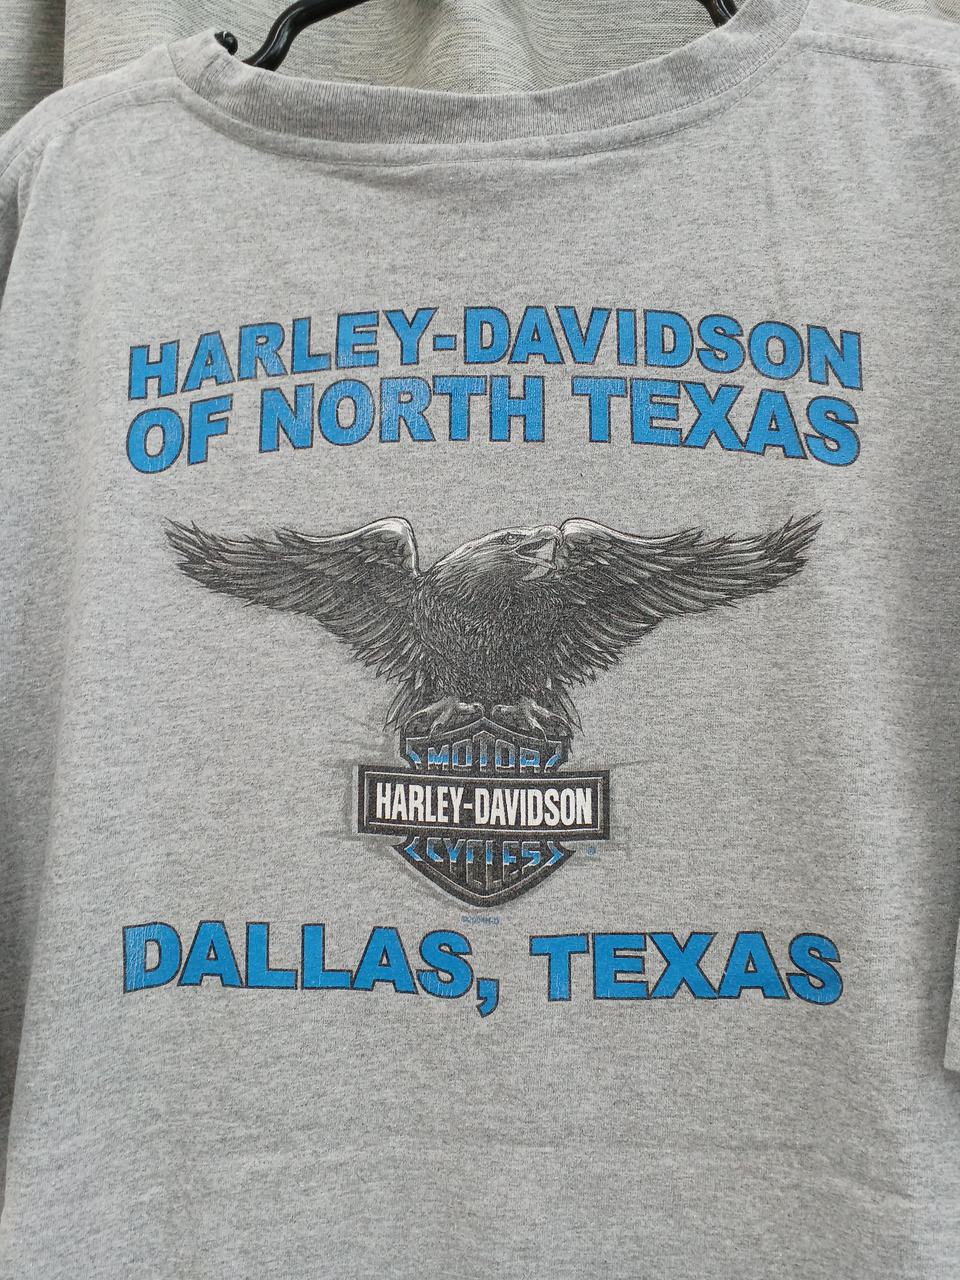 HARLEY-DAVIDSON
OF NORTH TEXAS
MOTOR
HARLEY-DAVIDSON
CYCLES
®
DALLAS, TEXAS